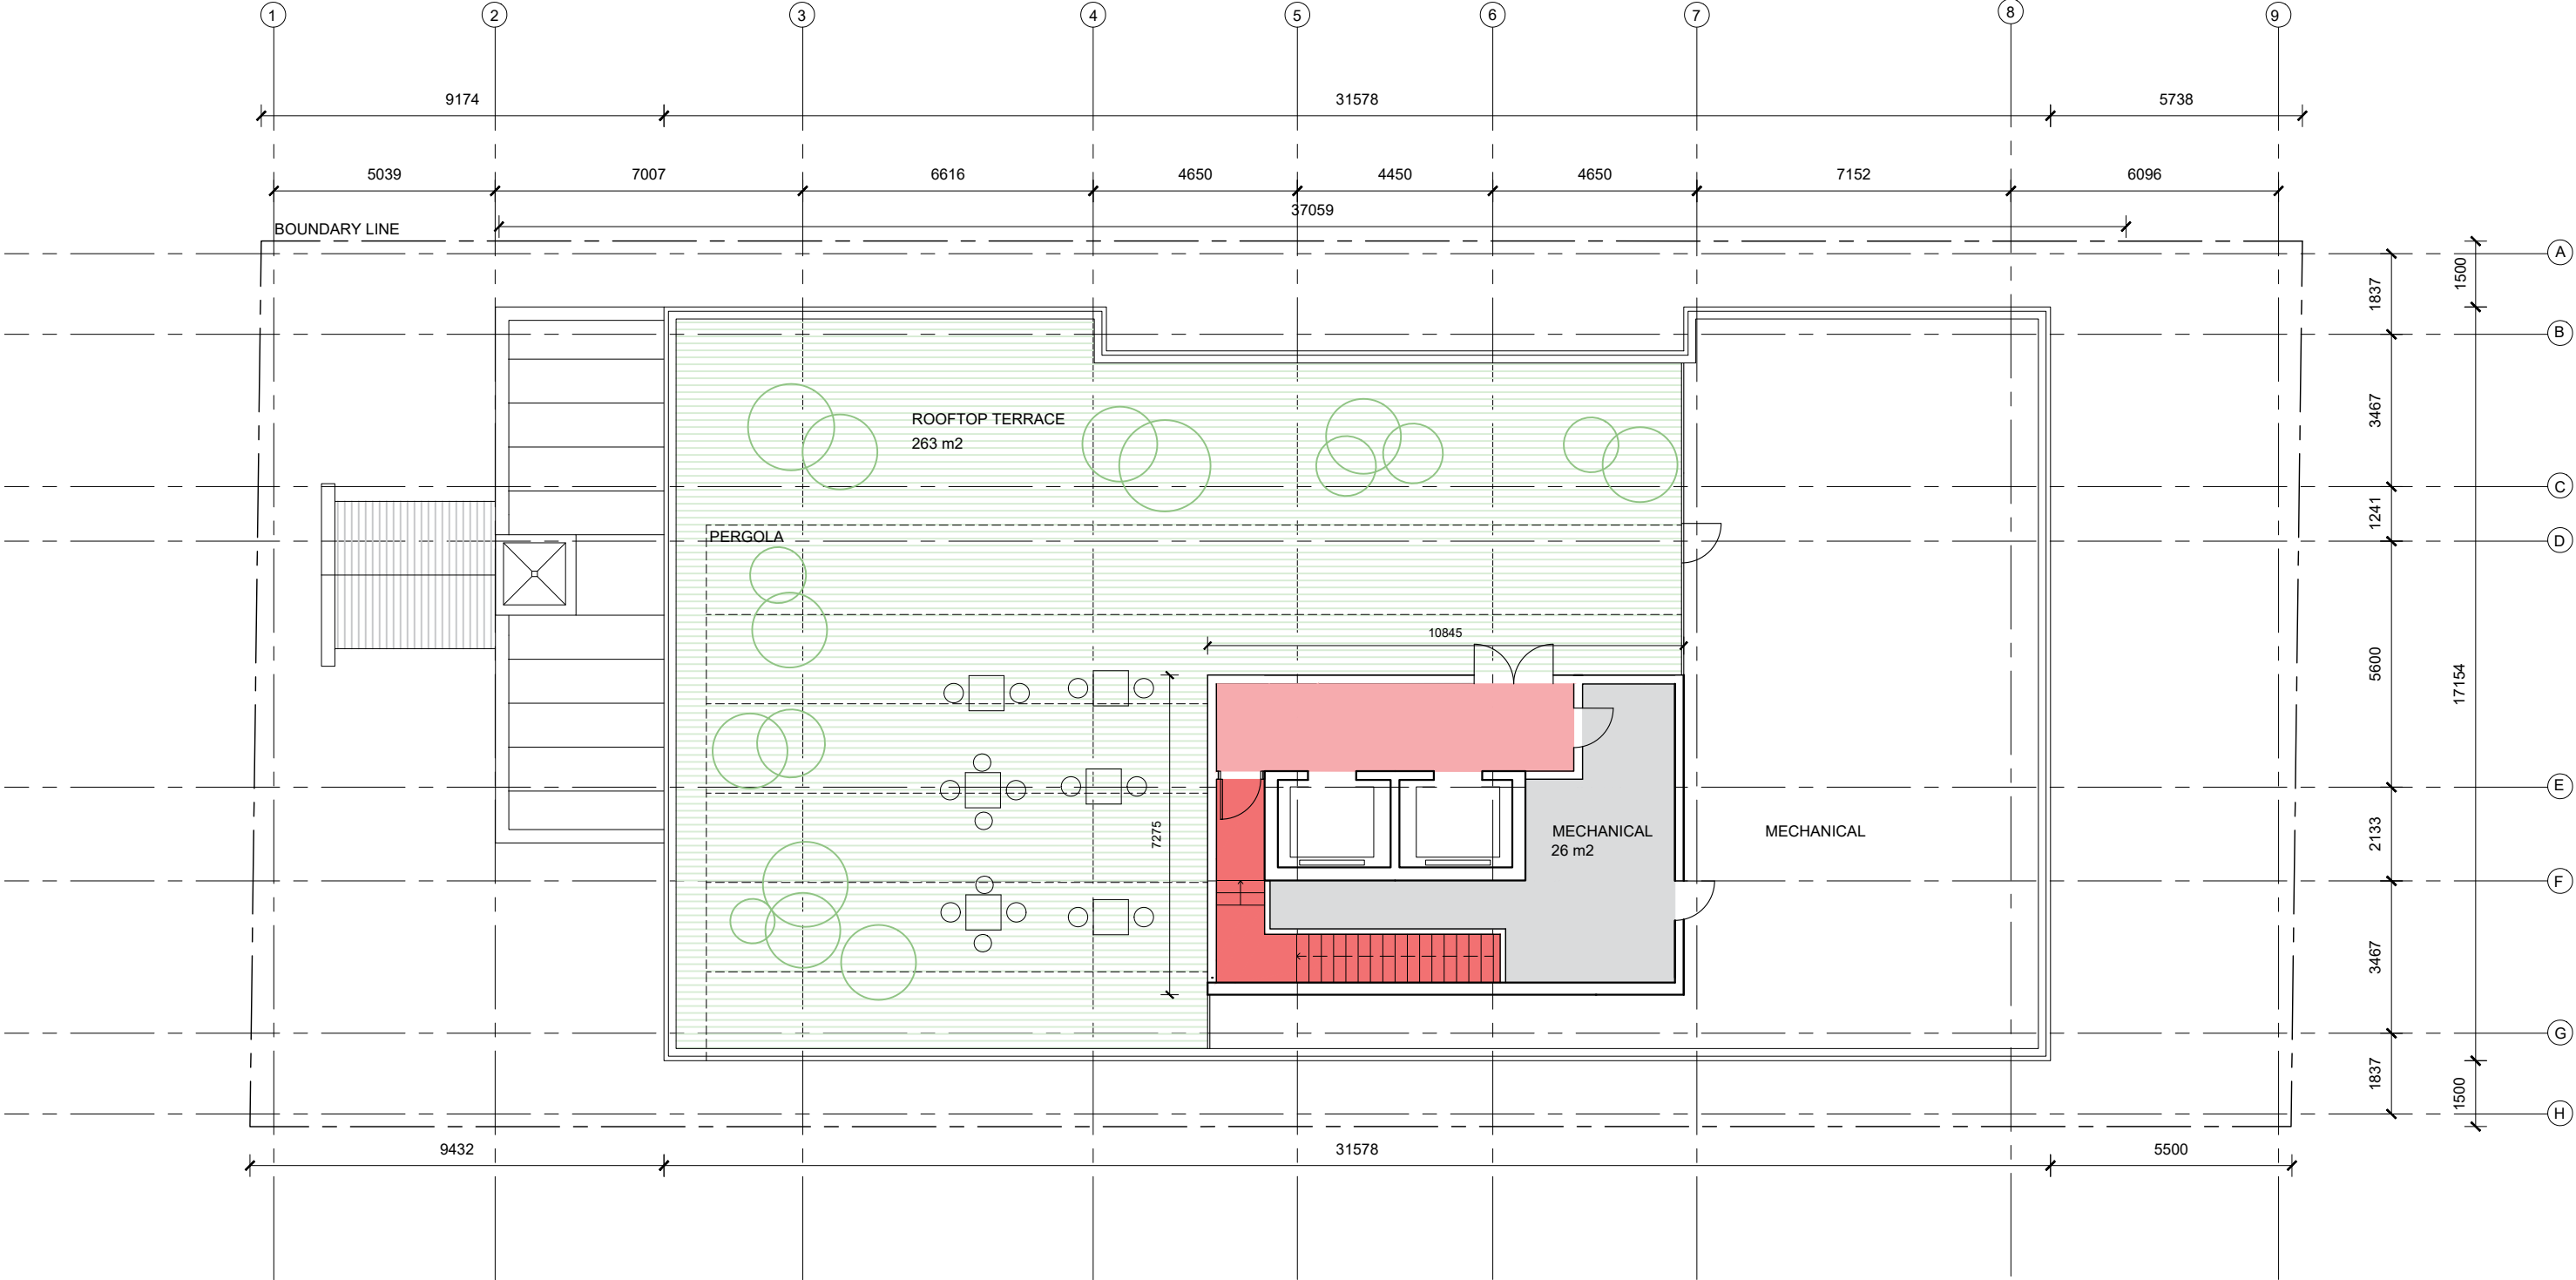 1 2 3 4 5 6 7 8 9
9174 31578 5738
5039 7007 6616 4650 4450 4650 7152 6096
37059
BOUNDARY LINE
A
1500
1837
B
ROOFTOP TERRACE
263 m2
3467
C
1241
PERGOLA
D
10845
5600
17154
E
7275
MECHANICAL
26 m2
MECHANICAL
2133
F
3467
G
1837
1500
H
9432 31578 5500